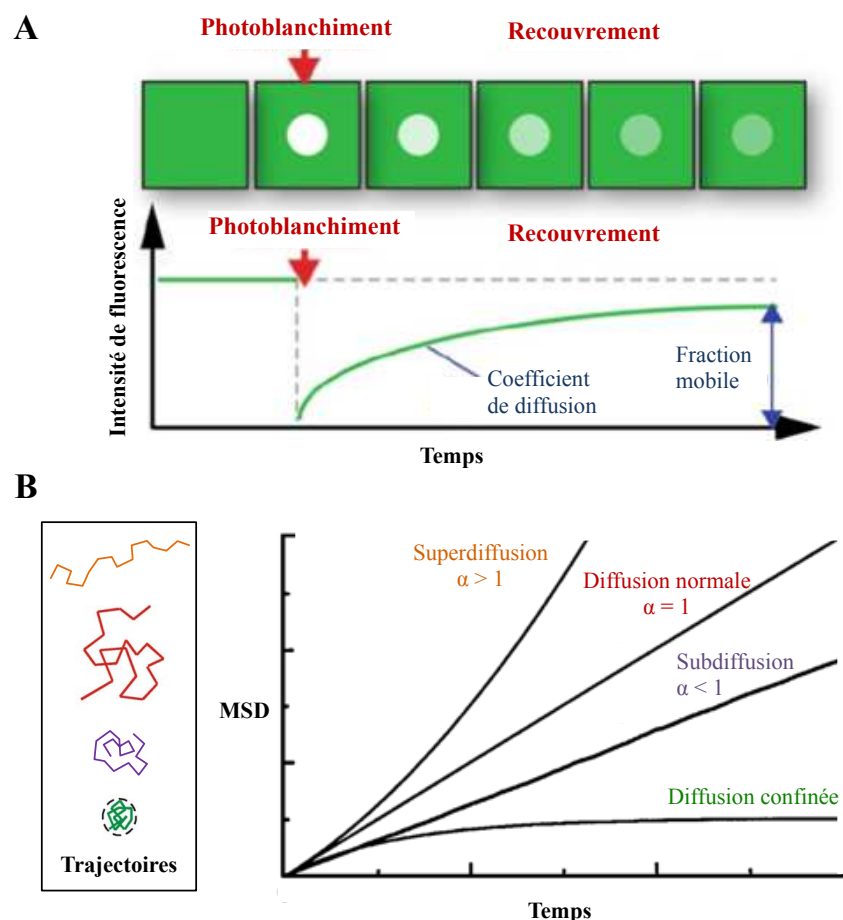 A
Photoblanchiment
Recouvrement
Photoblanchiment
Recouvrement
Intensité de fluorescence
Coefficient
de diffusion
Fraction
mobile
Temps
B
Superdiffusion
α > 1
Diffusion normale
α = 1
Subdiffusion
α < 1
MSD
Diffusion confinée
Trajectoires
Temps